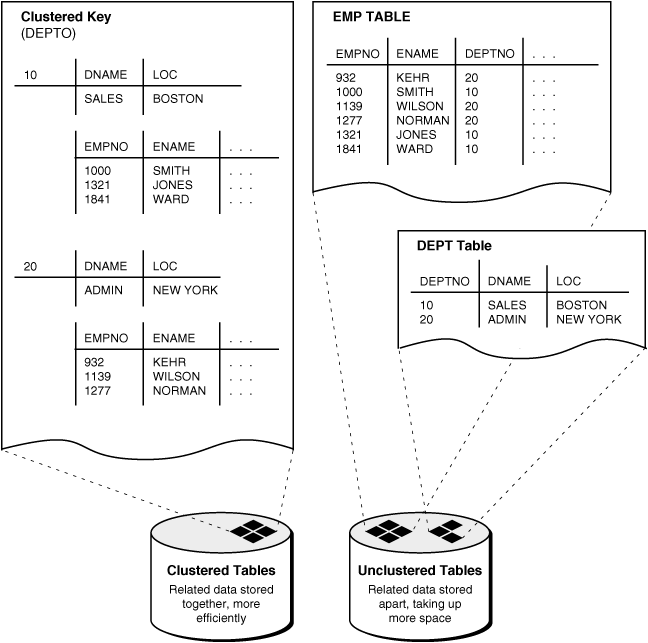 Clustered Key
(DEPTO)
10 DNAME LOC
SALES BOSTON
EMPNO ENAME . . .
1000 SMITH . . .
1321 JONES . . .
1841 WARD . . .
20 DNAME LOC
ADMIN NEW YORK
EMPNO ENAME . . .
932 KEHR . . .
1139 WILSON . . .
1277 NORMAN . . .
EMP TABLE
EMPNO ENAME DEPTNO . . .
932 KEHR 20 . . .
1000 SMITH 10 . . .
1139 WILSON 20 . . .
1277 NORMAN 20 . . .
1321 JONES 10 . . .
1841 WARD 10 . . .
DEPT Table
DEPTNO DNAME LOC
10 SALES BOSTON
20 ADMIN NEW YORK
Clustered Tables
Related data stored
together, more
efficiently
Unclustered Tables
Related data stored
apart, taking up
more space